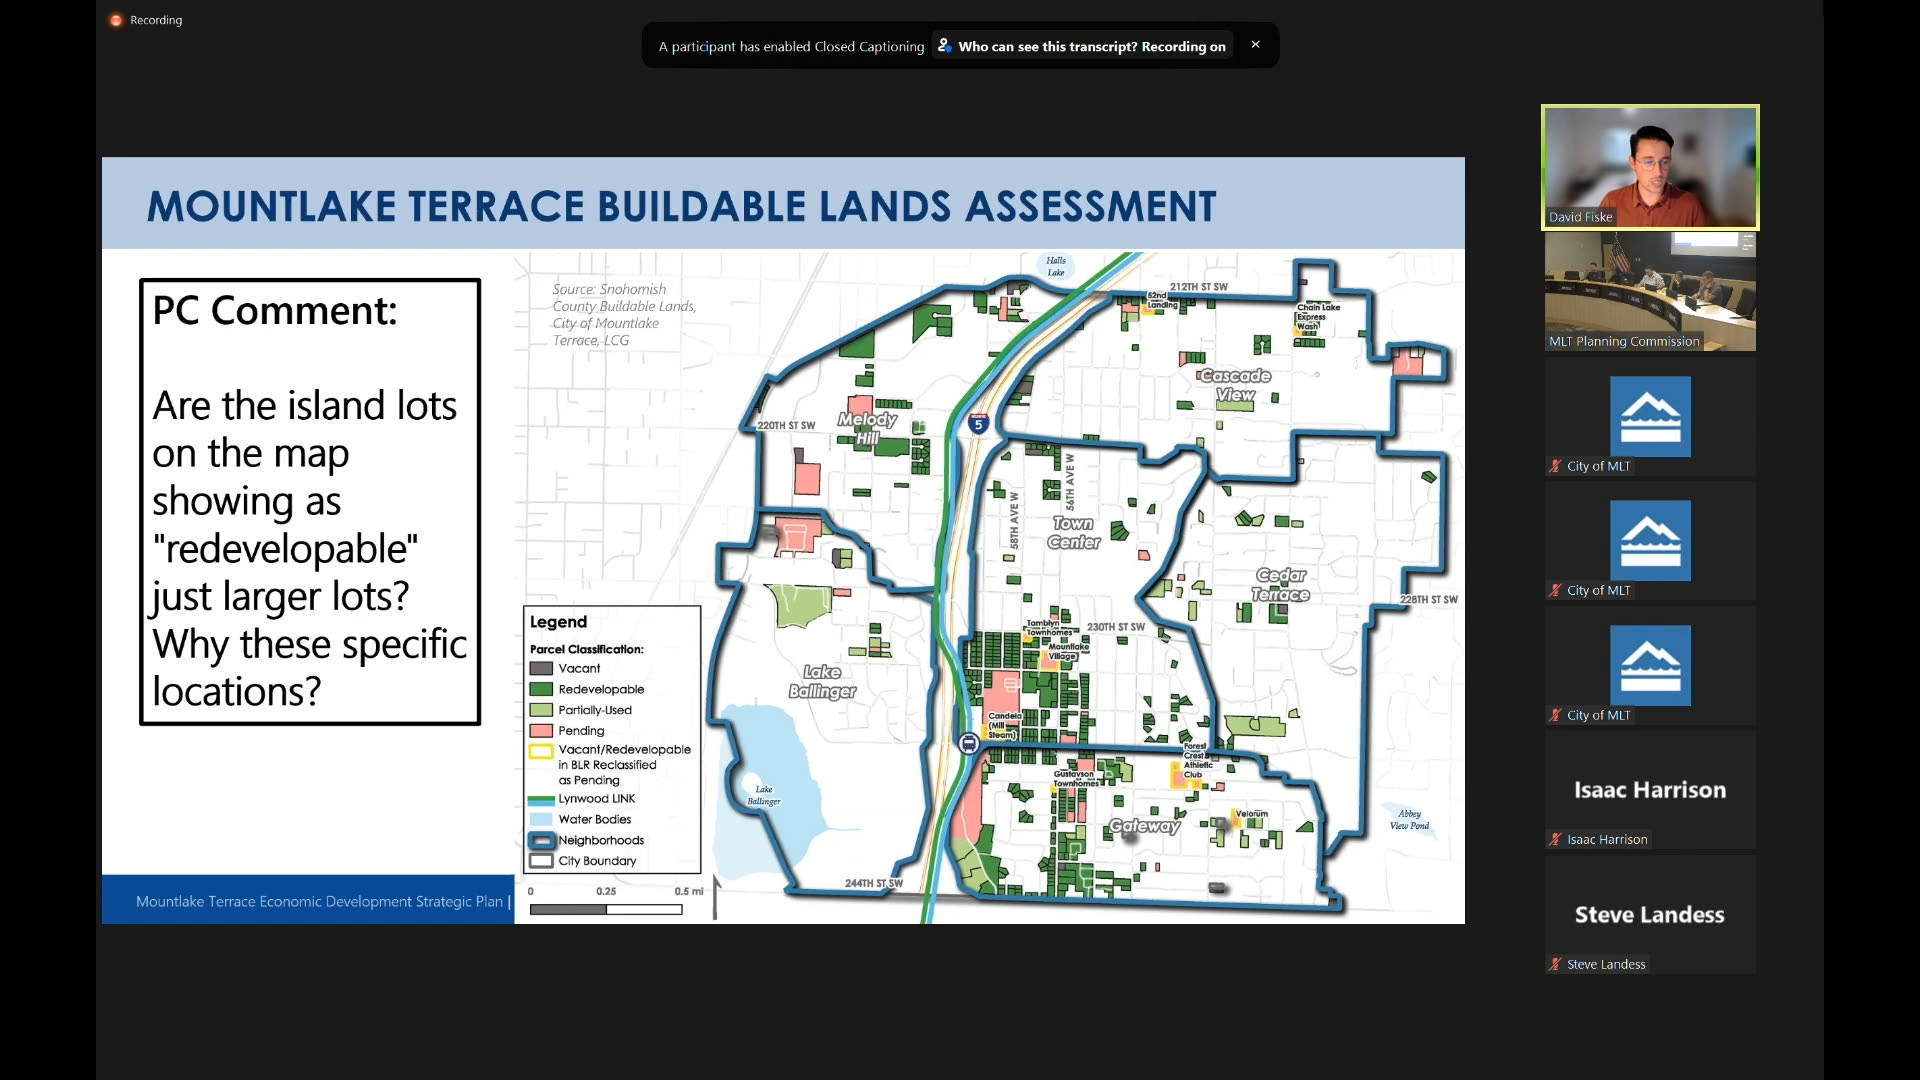 Recording
A participant has enabled Closed Captioning
Who can see this transcript? Recording on
MOUNTLAKE TERRACE BUILDABLE LANDS ASSESSMENT
PC Comment:
Are the island lots
on the map
showing as
"redevelopable"
just larger lots?
Why these specific
locations?
Mountlake Terrace Economic Development Strategic Plan |
Source: Snohomish
County Buildable Lands,
City of Mountlake
Terrace, LCG
Legend
Parcel Classification:
Vacant
Redevelopable
Partially-Used
Pending
Vacant/Redevelopable
in BLR Reclassified
as Pending
Lynwood LINK
Water Bodies
Neighborhoods
City Boundary
0 0.25 0.5 mi
Halls
Lake
212TH ST SW
52nd
Landing
Chain Lake
Express
Wash
Cascade
View
220TH ST SW
Melody
Hill
5
56TH AVE W
58TH AVE W
Town
Center
Cedar
Terrace
228TH ST SW
Tamblyn
Townhomes
230TH ST SW
Mountlake
Village
Lake
Ballinger
Candela
(Mill
Steam)
Forest
Crest
Athletic
Club
Gustavson
Townhomes
Lake
Ballinger
Velorum
Gateway
Abbey
View Pond
244TH ST SW
David Fiske
MLT Planning Commission
City of MLT
City of MLT
City of MLT
Isaac Harrison
Isaac Harrison
Steve Landess
Steve Landess